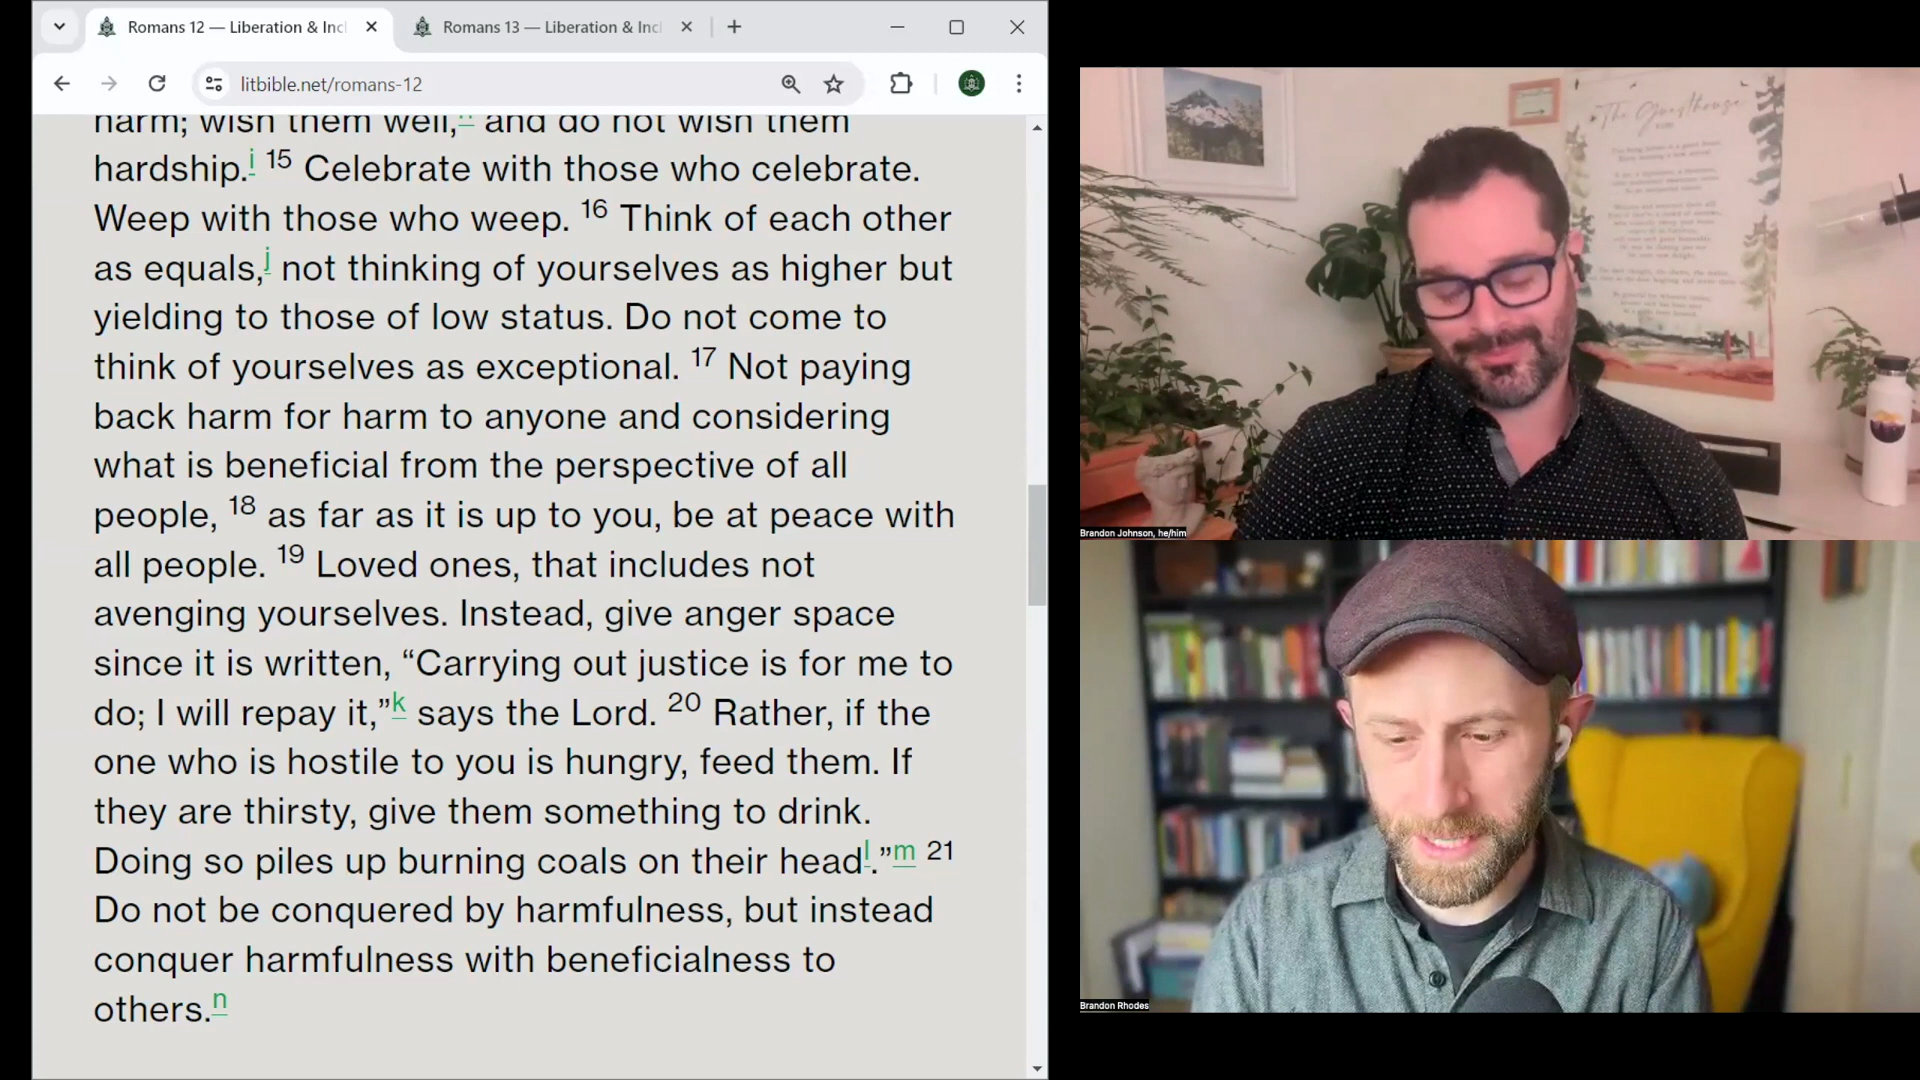 Romans 12 — Liberation & Incl
Romans 13 — Liberation & Incl
litbible.net/romans-12
harm; wish them well,h and do not wish them
hardship.i 15 Celebrate with those who celebrate.
Weep with those who weep. 16 Think of each other
as equals,j not thinking of yourselves as higher but
yielding to those of low status. Do not come to
think of yourselves as exceptional. 17 Not paying
back harm for harm to anyone and considering
what is beneficial from the perspective of all
people, 18 as far as it is up to you, be at peace with
all people. 19 Loved ones, that includes not
avenging yourselves. Instead, give anger space
since it is written, “Carrying out justice is for me to
do; I will repay it,”k says the Lord. 20 Rather, if the
one who is hostile to you is hungry, feed them. If
they are thirsty, give them something to drink.
Doing so piles up burning coals on their headl.”m 21
Do not be conquered by harmfulness, but instead
conquer harmfulness with beneficialness to
others.n
The Guesthouse
Brandon Johnson, he/him
Brandon Rhodes